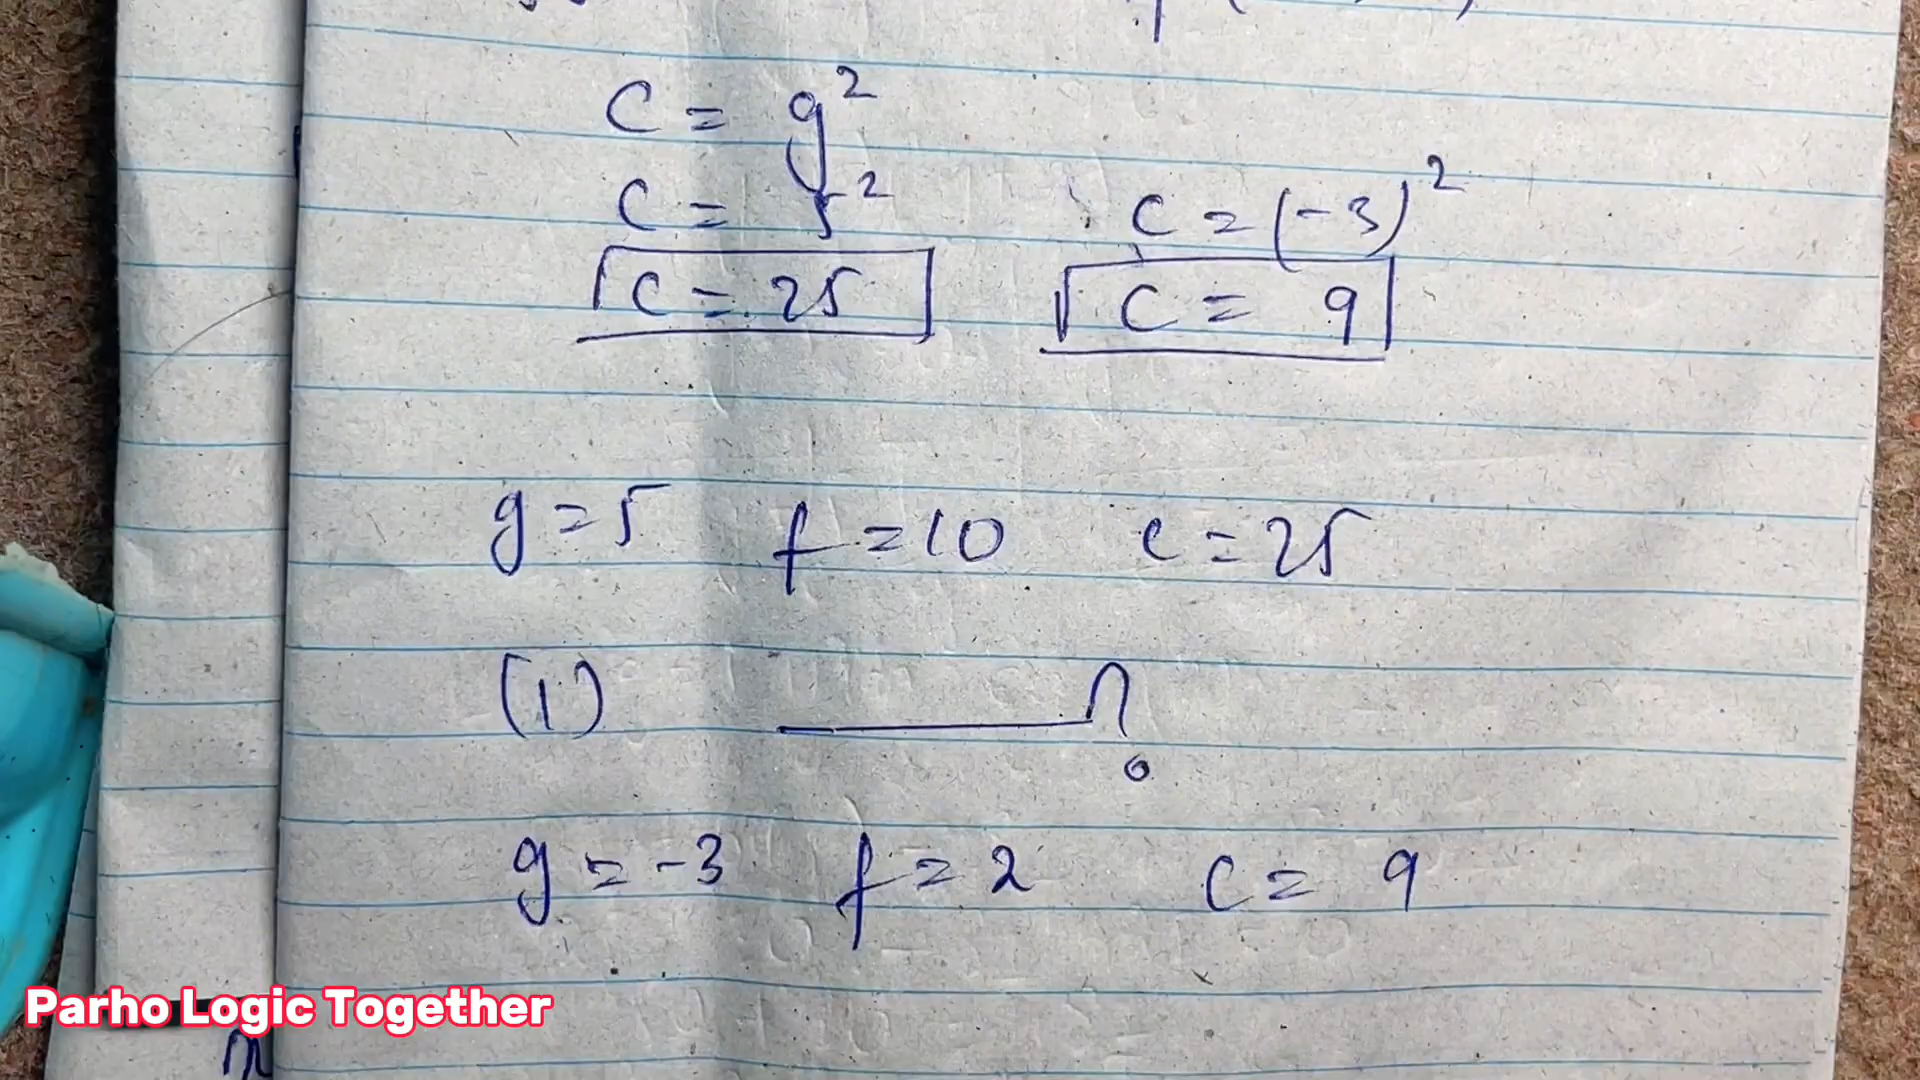 c = g²
c = 5²
c = (-3)²
c = 25
c = 9
g = 5 f = 10 c = 25
(1)
g = -3 f = 2 c = 9
Parho Logic Together